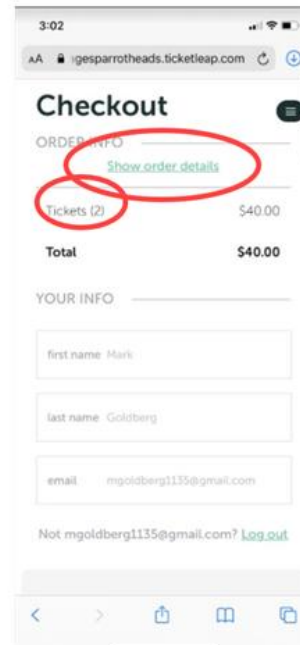 3:02
AA gesparrotheads.ticketleap.com
Checkout
ORDER INFO
Show order details
Tickets (2) $40.00
Total $40.00
YOUR INFO
first name Mark
last name Goldberg
email mgoldberg1135@gmail.com
Not mgoldberg1135@gmail.com? Log out